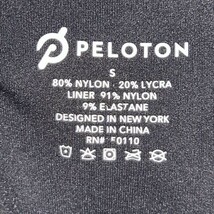 PELOTON
S
80% NYLON · 20% LYCRA
LINER 91% NYLON
9% ELASTANE
DESIGNED IN NEW YORK
MADE IN CHINA